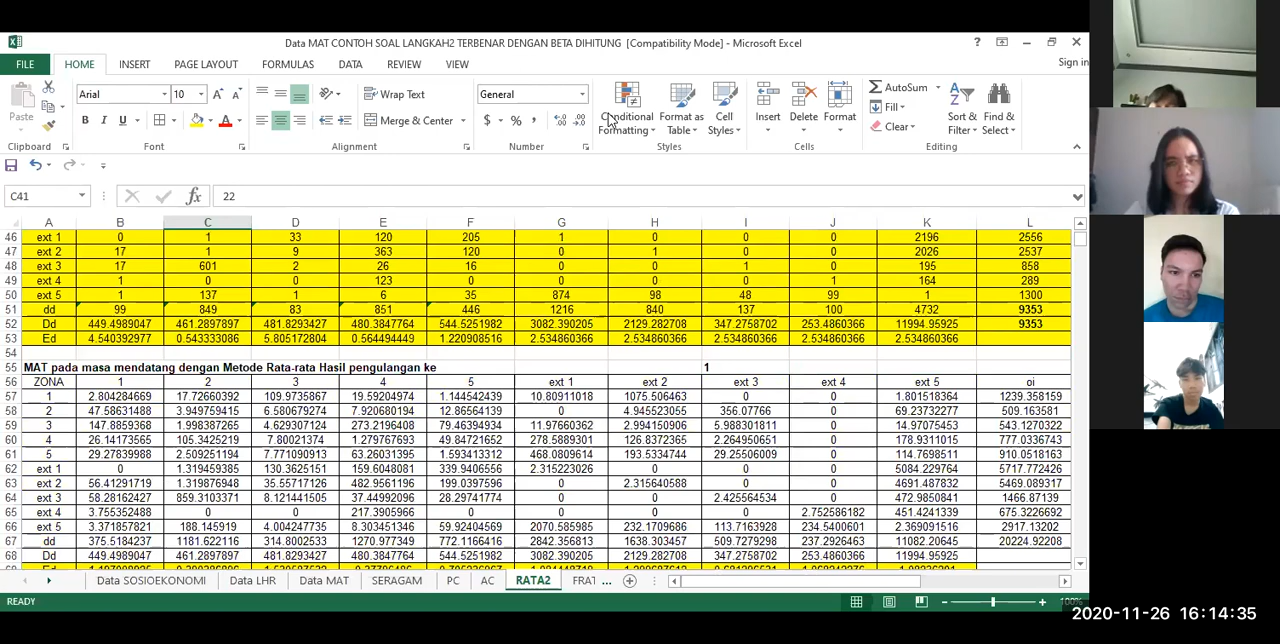 Data MAT CONTOH SOAL LANGKAH2 TERBENAR DENGAN BETA DIHITUNG [Compatibility Mode] - Microsoft Excel
FILE HOME INSERT PAGE LAYOUT FORMULAS DATA REVIEW VIEW Sign in
Arial 10 Wrap Text General AutoSum
Paste Fill
B I U Merge & Center $ % Conditional Formatting Format as Table Cell Styles Insert Delete Format Clear Sort & Filter Find & Select
Clipboard Font Alignment Number Styles Cells Editing
C41 fx 22
A B C D E F G H I J K L
46 ext 1 0 1 33 120 205 1 0 0 0 2196 2556
47 ext 2 17 1 9 363 120 0 1 0 0 2026 2537
48 ext 3 17 601 2 26 16 0 0 1 0 195 858
49 ext 4 1 0 0 123 0 0 0 1 164 289
50 ext 5 1 137 1 6 35 874 98 48 99 1 1300
51 dd 99 849 83 851 446 1216 840 137 100 4732 9353
52 Dd 449.4989047 461.2897897 481.8293427 480.3847764 544.5251982 3082.390205 2129.282708 347.2758702 253.4860366 11994.95925 9353
53 Ed 4.540392977 0.543333086 5.805172804 0.564494449 1.220908516 2.534860366 2.534860366 2.534860366 2.534860366 2.534860366
54
55 MAT pada masa mendatang dengan Metode Rata-rata Hasil pengulangan ke 1
56 ZONA 1 2 3 4 5 ext 1 ext 2 ext 3 ext 4 ext 5 oi
57 1 2.804284669 17.72660392 109.9735867 19.59204974 1.144542439 10.80911018 1075.506463 0 0 1.801518364 1239.358159
58 2 47.58631488 3.949759415 6.580679274 7.920680194 12.86564139 0 4.945523055 356.07766 0 69.23732277 509.163581
59 3 147.8859368 1.998387265 4.629307124 273.2196408 79.46394934 11.97660362 2.994150906 5.988301811 0 14.97075453 543.1270322
60 4 26.14173565 105.3425219 7.80021374 1.279767693 49.84721652 278.5889301 126.8372365 2.264950651 0 178.9311015 777.0336743
61 5 29.27839988 2.509251194 7.771090913 63.26031395 1.593413312 468.0809614 193.5334744 29.25506009 0 114.7698511 910.0518163
62 ext 1 0 1.319459385 130.3625151 159.6048081 339.9406556 2.315223026 0 0 0 5084.229764 5717.772426
63 ext 2 56.41291719 1.319876948 35.55717126 482.9561196 199.0397596 0 2.315640588 0 0 4691.487832 5469.089317
64 ext 3 58.28162427 859.3103371 8.121441505 37.44992096 28.29741774 0 0 2.425564534 0 472.9850841 1466.87139
65 ext 4 3.755352488 0 0 217.3905966 0 0 0 0 2.752586182 451.4241339 675.3226692
66 ext 5 3.371857821 188.145919 4.004247735 8.303451346 59.92404569 2070.585985 232.1709686 113.7163928 234.5400601 2.369091516 2917.13202
67 dd 375.5184237 1181.622116 314.8002533 1270.977349 772.1166416 2842.356813 1638.303457 509.7279298 237.2926463 11082.20645 20224.92208
68 Dd 449.4989047 461.2897897 481.8293427 480.3847764 544.5251982 3082.390205 2129.282708 347.2758702 253.4860366 11994.95925
Data SOSIOEKONOMI Data LHR Data MAT SERAGAM PC AC RATA2 FRAT ...
READY 100%
2020-11-26 16:14:35